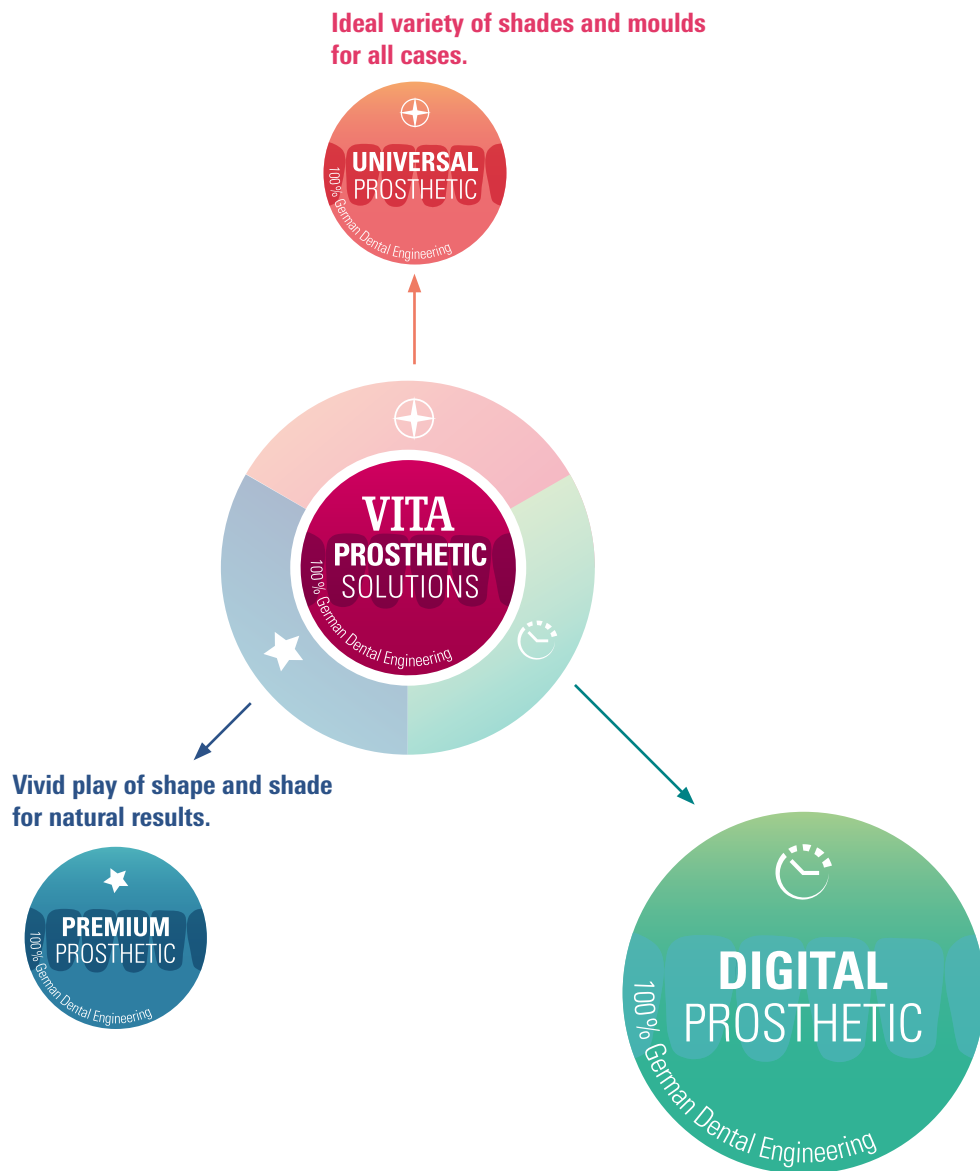 Ideal variety of shades and moulds
for all cases.
UNIVERSAL
PROSTHETIC
100% German Dental Engineering
VITA
PROSTHETIC
SOLUTIONS
100% German Dental Engineering
Vivid play of shape and shade
for natural results.
PREMIUM
PROSTHETIC
100% German Dental Engineering
DIGITAL
PROSTHETIC
100% German Dental Engineering